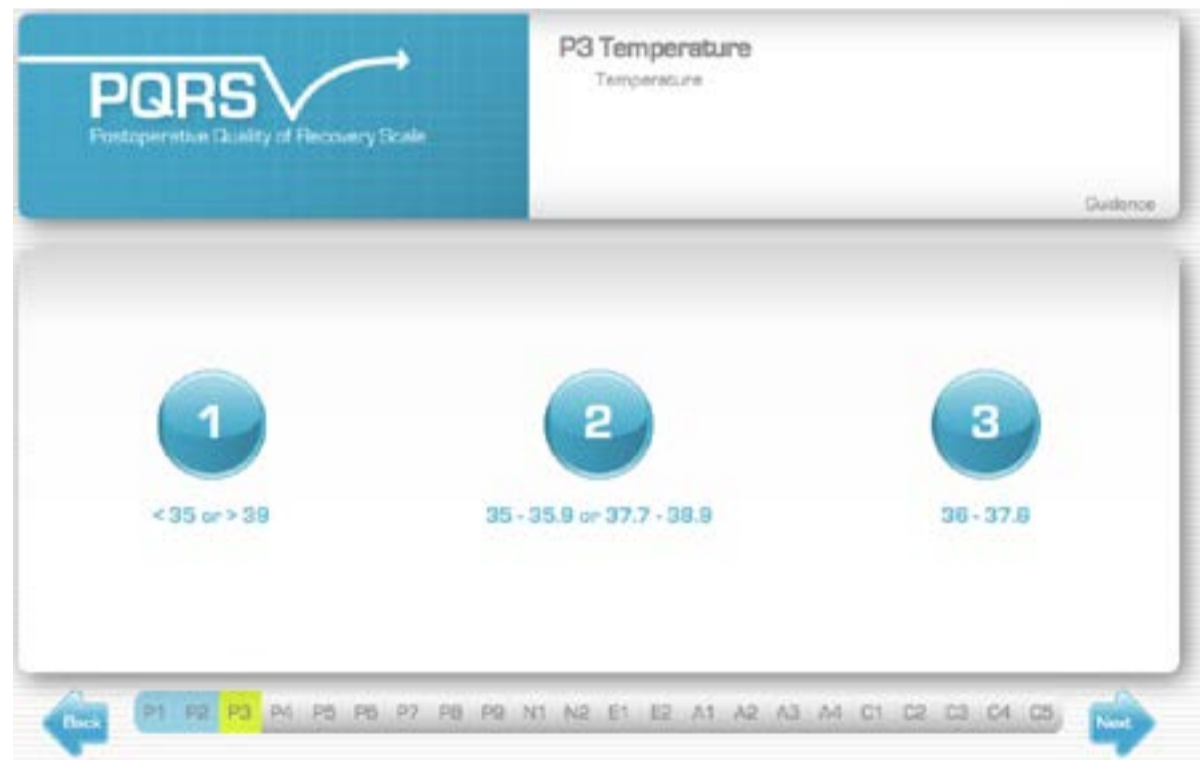 P3 Temperature
Temperature
PQRS
Postoperative Quality of Recovery Scale
Guidance
1
2
3
< 35 or > 39
35 - 35.9 or 37.7 - 38.9
36 - 37.6
Back
P1 P2 P3 P4 P5 P6 P7 P8 P9 N1 N2 E1 E2 A1 A2 A3 A4 C1 C2 C3 C4 C5
Next